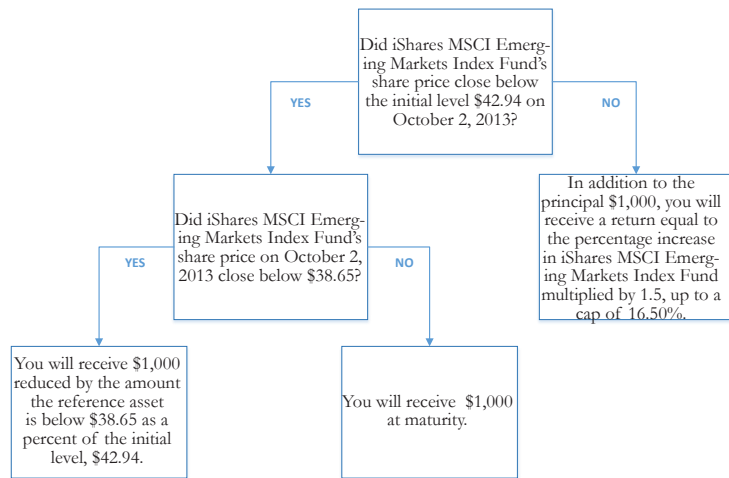 Did iShares MSCI Emerg-
ing Markets Index Fund's
share price close below
the initial level $42.94 on
October 2, 2013?
YES
NO
Did iShares MSCI Emerg-
ing Markets Index Fund's
share price on October 2,
2013 close below $38.65?
In addition to the
principal $1,000, you will
receive a return equal to
the percentage increase
in iShares MSCI Emerg-
ing Markets Index Fund
multiplied by 1.5, up to a
cap of 16.50%.
YES
NO
You will receive $1,000
reduced by the amount
the reference asset
is below $38.65 as a
percent of the initial
level, $42.94.
You will receive $1,000
at maturity.